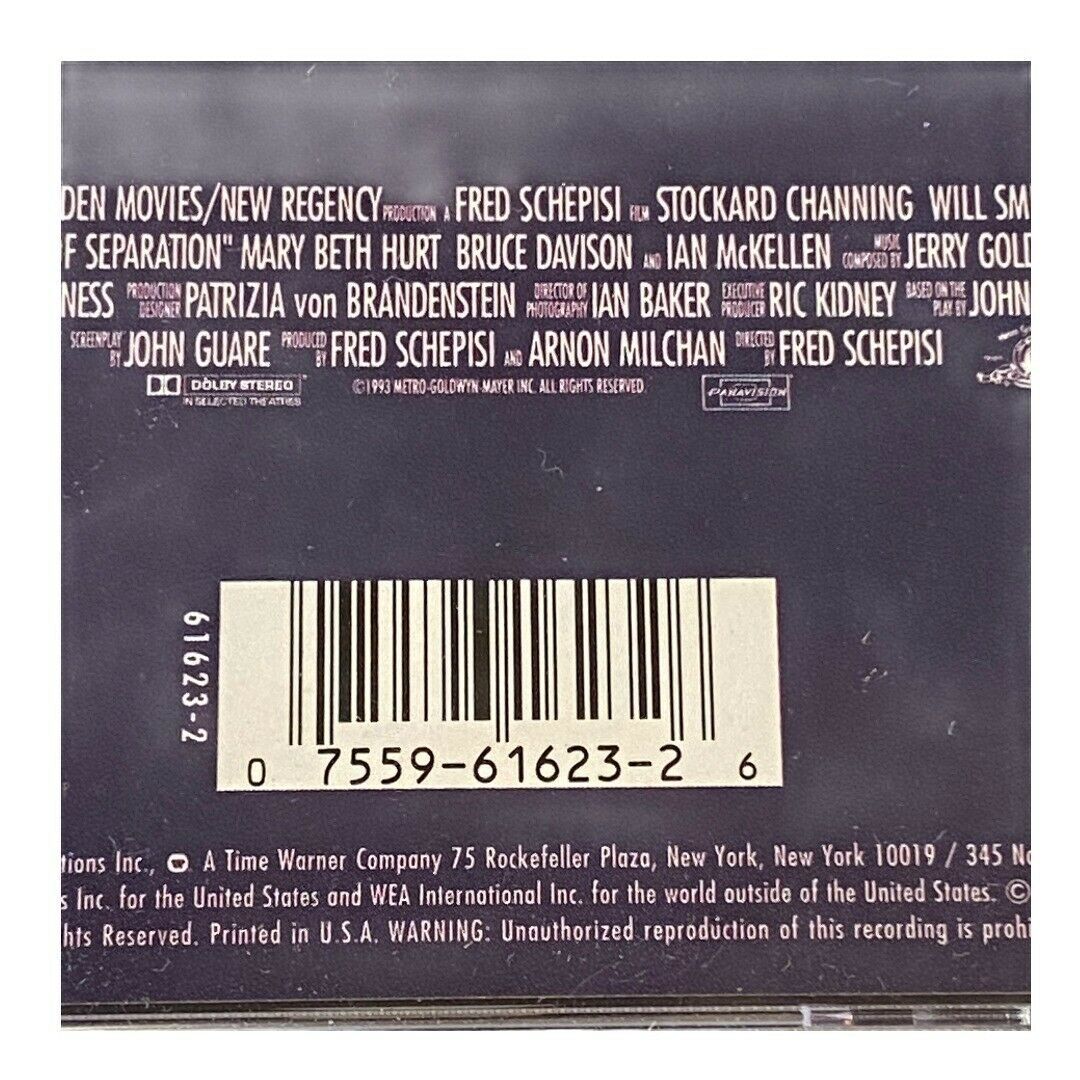 DEN MOVIES/NEW REGENCY PRODUCTION A FRED SCHEPISI FILM STOCKARD CHANNING WILL SM
F SEPARATION" MARY BETH HURT BRUCE DAVISON AND IAN McKELLEN MUSIC COMPOSED BY JERRY GOLD
NESS PRODUCTION DESIGNER PATRIZIA von BRANDENSTEIN DIRECTOR OF PHOTOGRAPHY IAN BAKER EXECUTIVE PRODUCER RIC KIDNEY BASED ON THE PLAY BY JOHN
SCREENPLAY BY JOHN GUARE PRODUCED BY FRED SCHEPISI AND ARNON MILCHAN DIRECTED BY FRED SCHEPISI
DOLBY STEREO
IN SELECTED THEATRES
©1993 METRO-GOLDWYN-MAYER INC. ALL RIGHTS RESERVED.
PANAVISION
61623-2
0 7559-61623-2 6
tions Inc., A Time Warner Company 75 Rockefeller Plaza, New York, New York 10019 / 345 No
s Inc. for the United States and WEA International Inc. for the world outside of the United States. ©
hts Reserved. Printed in U.S.A. WARNING: Unauthorized reproduction of this recording is prohi